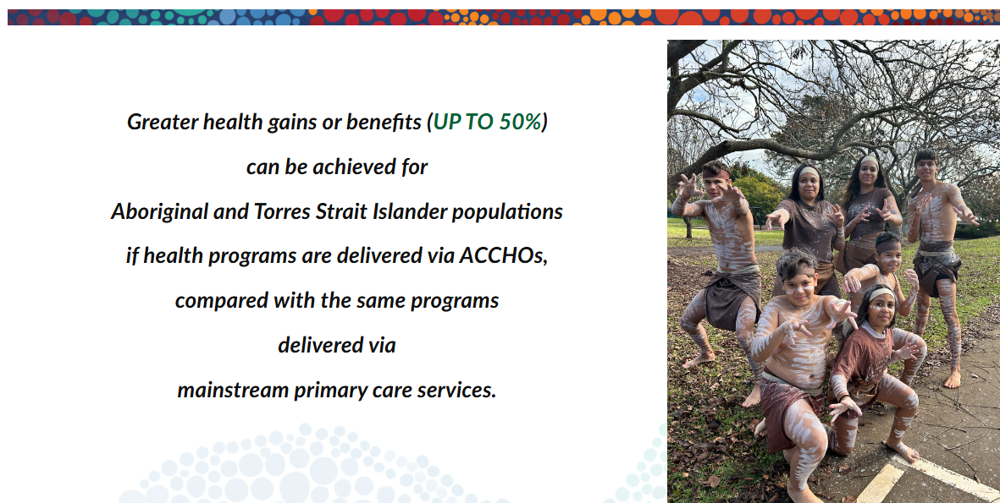 Greater health gains or benefits (UP TO 50%)
can be achieved for
Aboriginal and Torres Strait Islander populations
if health programs are delivered via ACCHOs,
compared with the same programs
delivered via
mainstream primary care services.